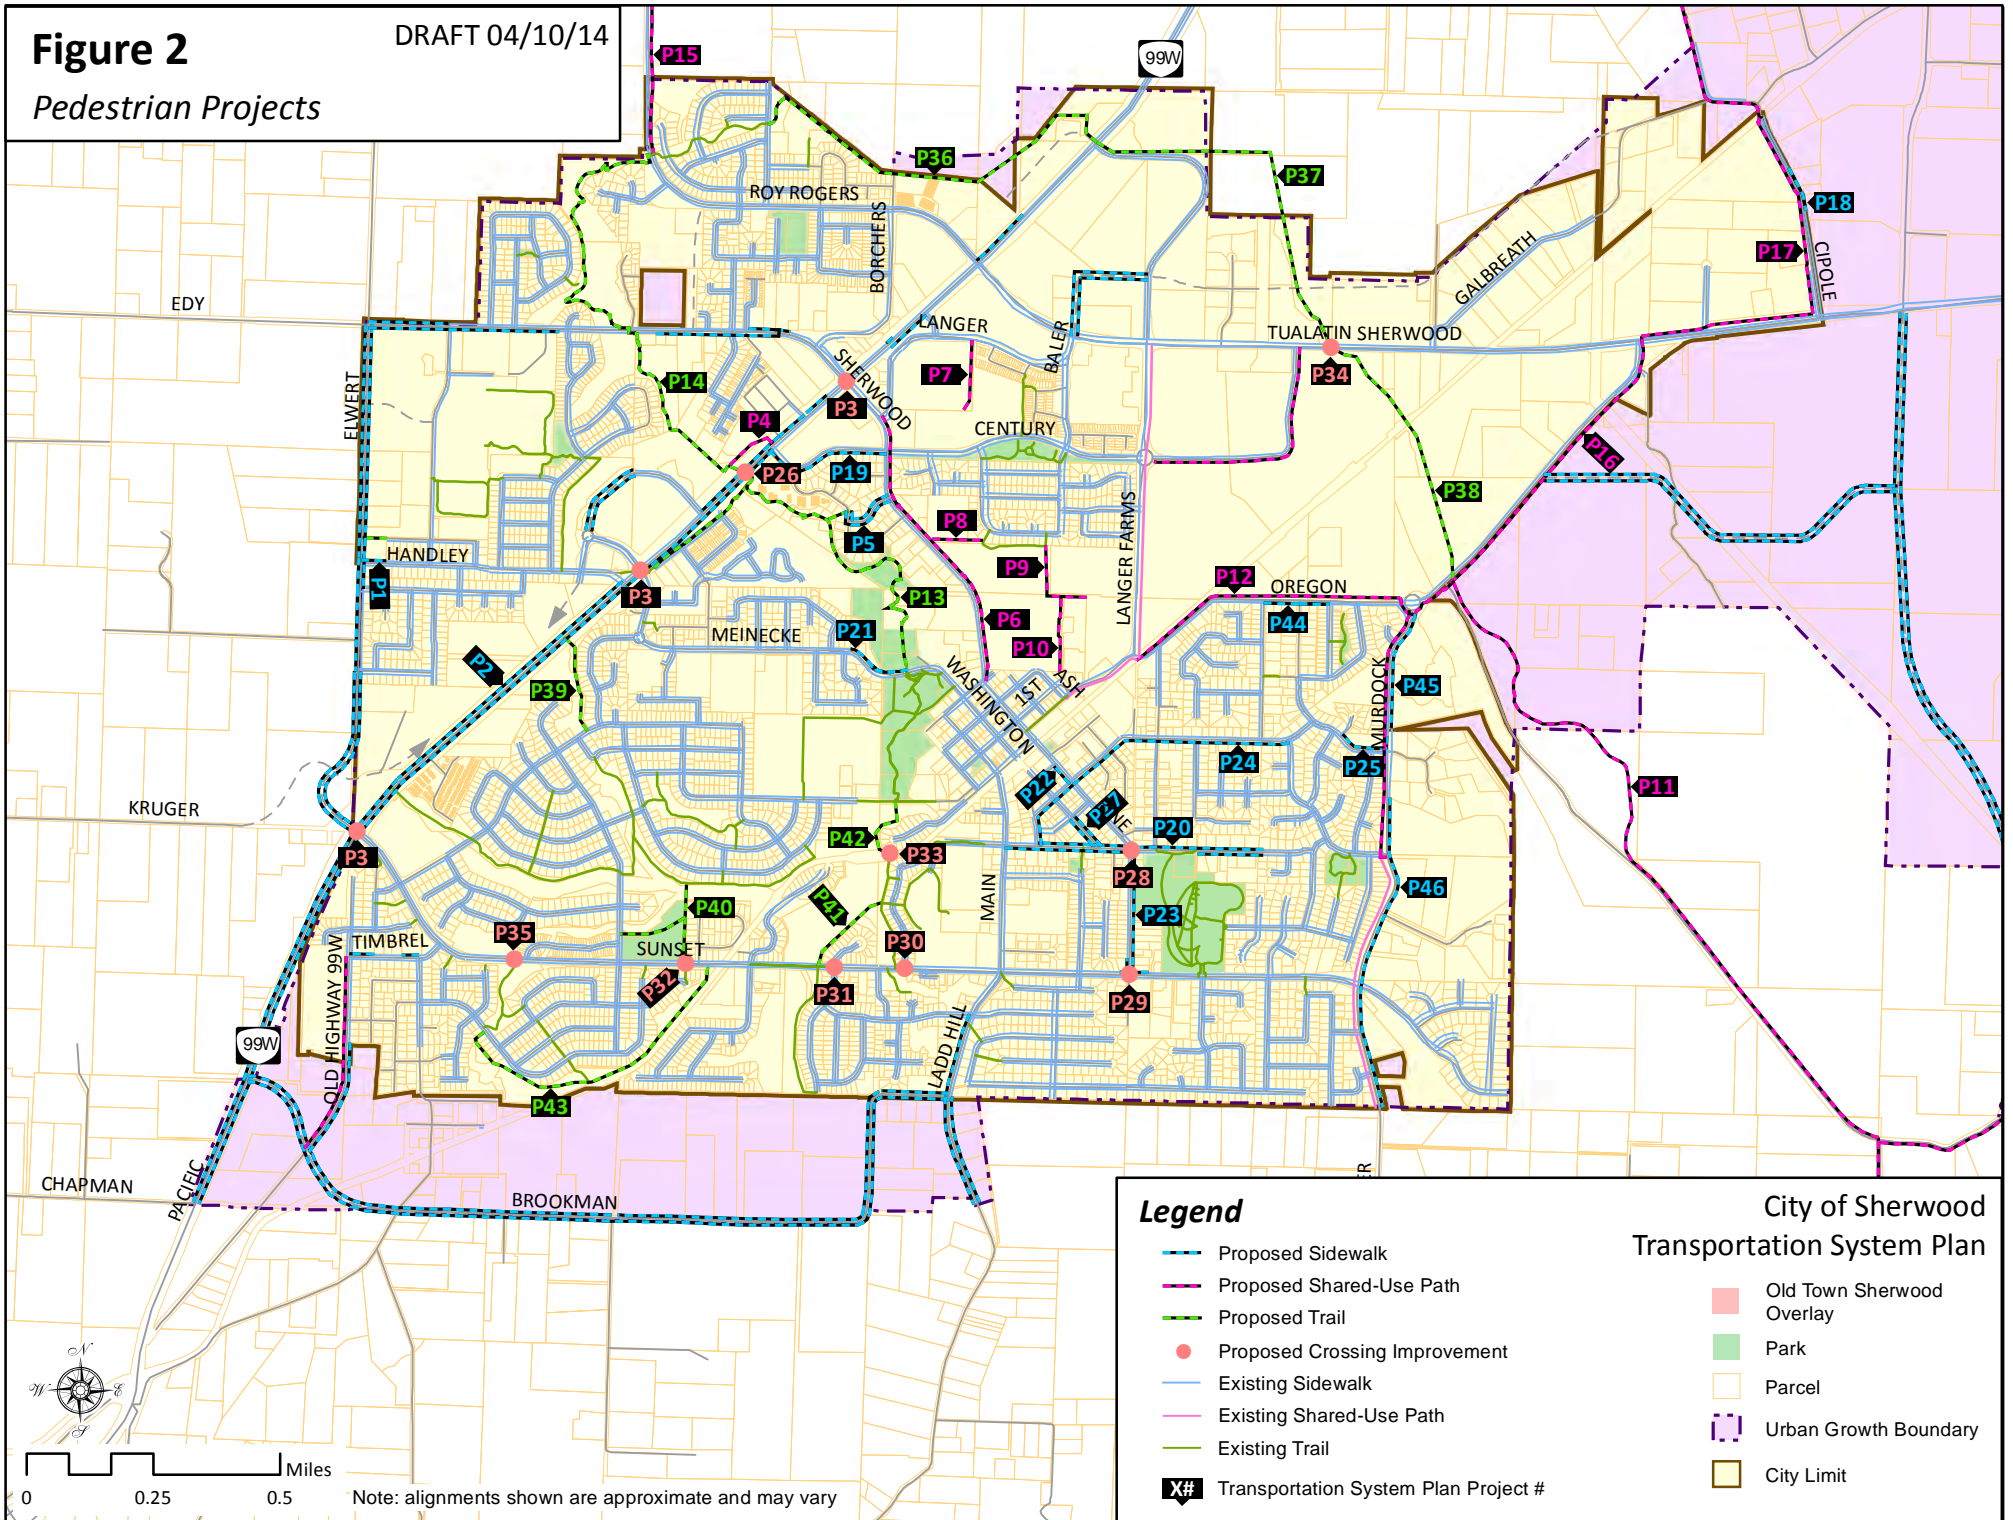 Figure 2
DRAFT 04/10/14
Pedestrian Projects
P15
99W
P36
P37
ROY ROGERS
BORCHERS
P18
P17
CIPOLE
GALBREATH
EDY
LANGER
BALER
TUALATIN SHERWOOD
SHERWOOD
P34
P7
P14
P3
ELWERT
P4
CENTURY
P26
P19
P16
P38
LANGER FARMS
P8
P5
HANDLEY
P9
P1
P3
P13
P12
OREGON
P6
P44
MEINECKE
P21
P10
P2
WASHINGTON
1ST
ASH
MURDOCK
P45
P39
P24
P25
P22
P27
P11
KRUGER
P42
P33
P20
P3
P28
P46
MAIN
P41
P40
P23
P35
TIMBREL
SUNSET
P30
P32
P31
P29
OLD HIGHWAY 99W
99W
LADD HILL
P43
CHAPMAN
PACIFIC
BROOKMAN
ER
Legend
Proposed Sidewalk
Proposed Shared-Use Path
Proposed Trail
Proposed Crossing Improvement
Existing Sidewalk
Existing Shared-Use Path
Existing Trail
X# Transportation System Plan Project #
City of Sherwood
Transportation System Plan
Old Town Sherwood
Overlay
Park
Parcel
Urban Growth Boundary
City Limit
N
W E
S
Miles
0 0.25 0.5
Note: alignments shown are approximate and may vary